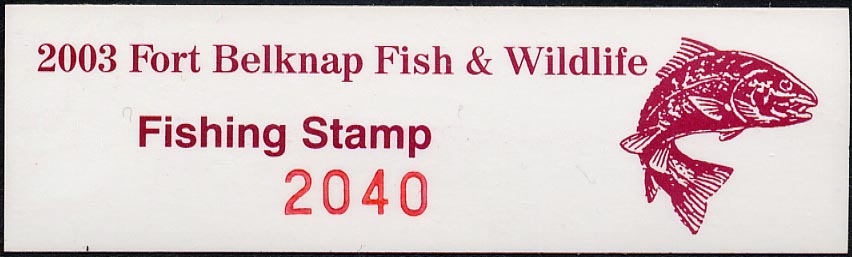 2003 Fort Belknap Fish & Wildlife
Fishing Stamp
2040